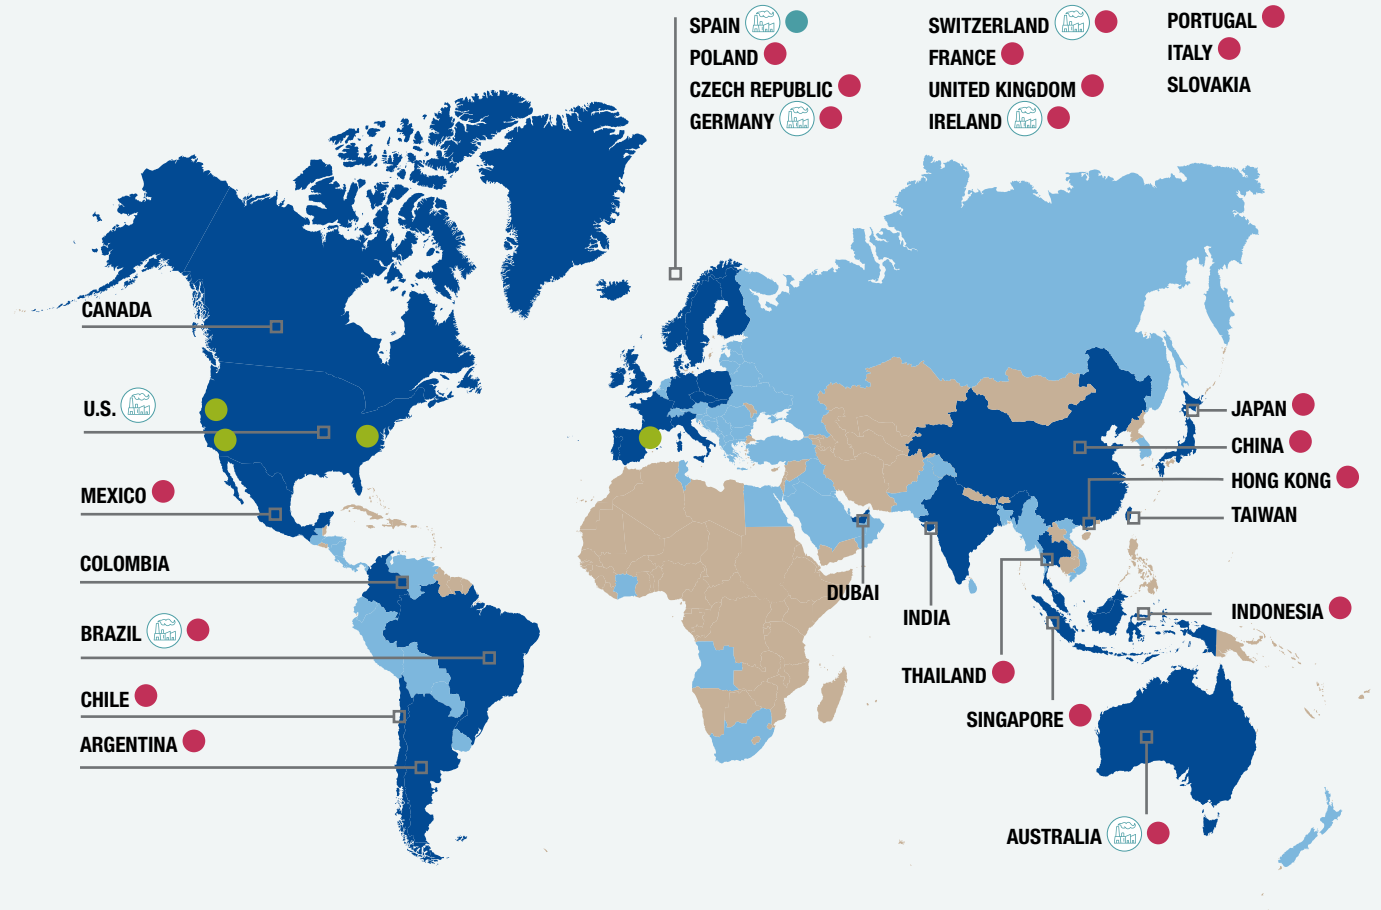 SPAIN
POLAND
CZECH REPUBLIC
GERMANY
SWITZERLAND
FRANCE
UNITED KINGDOM
IRELAND
PORTUGAL
ITALY
SLOVAKIA
CANADA
U.S.
MEXICO
COLOMBIA
BRAZIL
CHILE
ARGENTINA
JAPAN
CHINA
HONG KONG
TAIWAN
DUBAI
INDIA
INDONESIA
THAILAND
SINGAPORE
AUSTRALIA